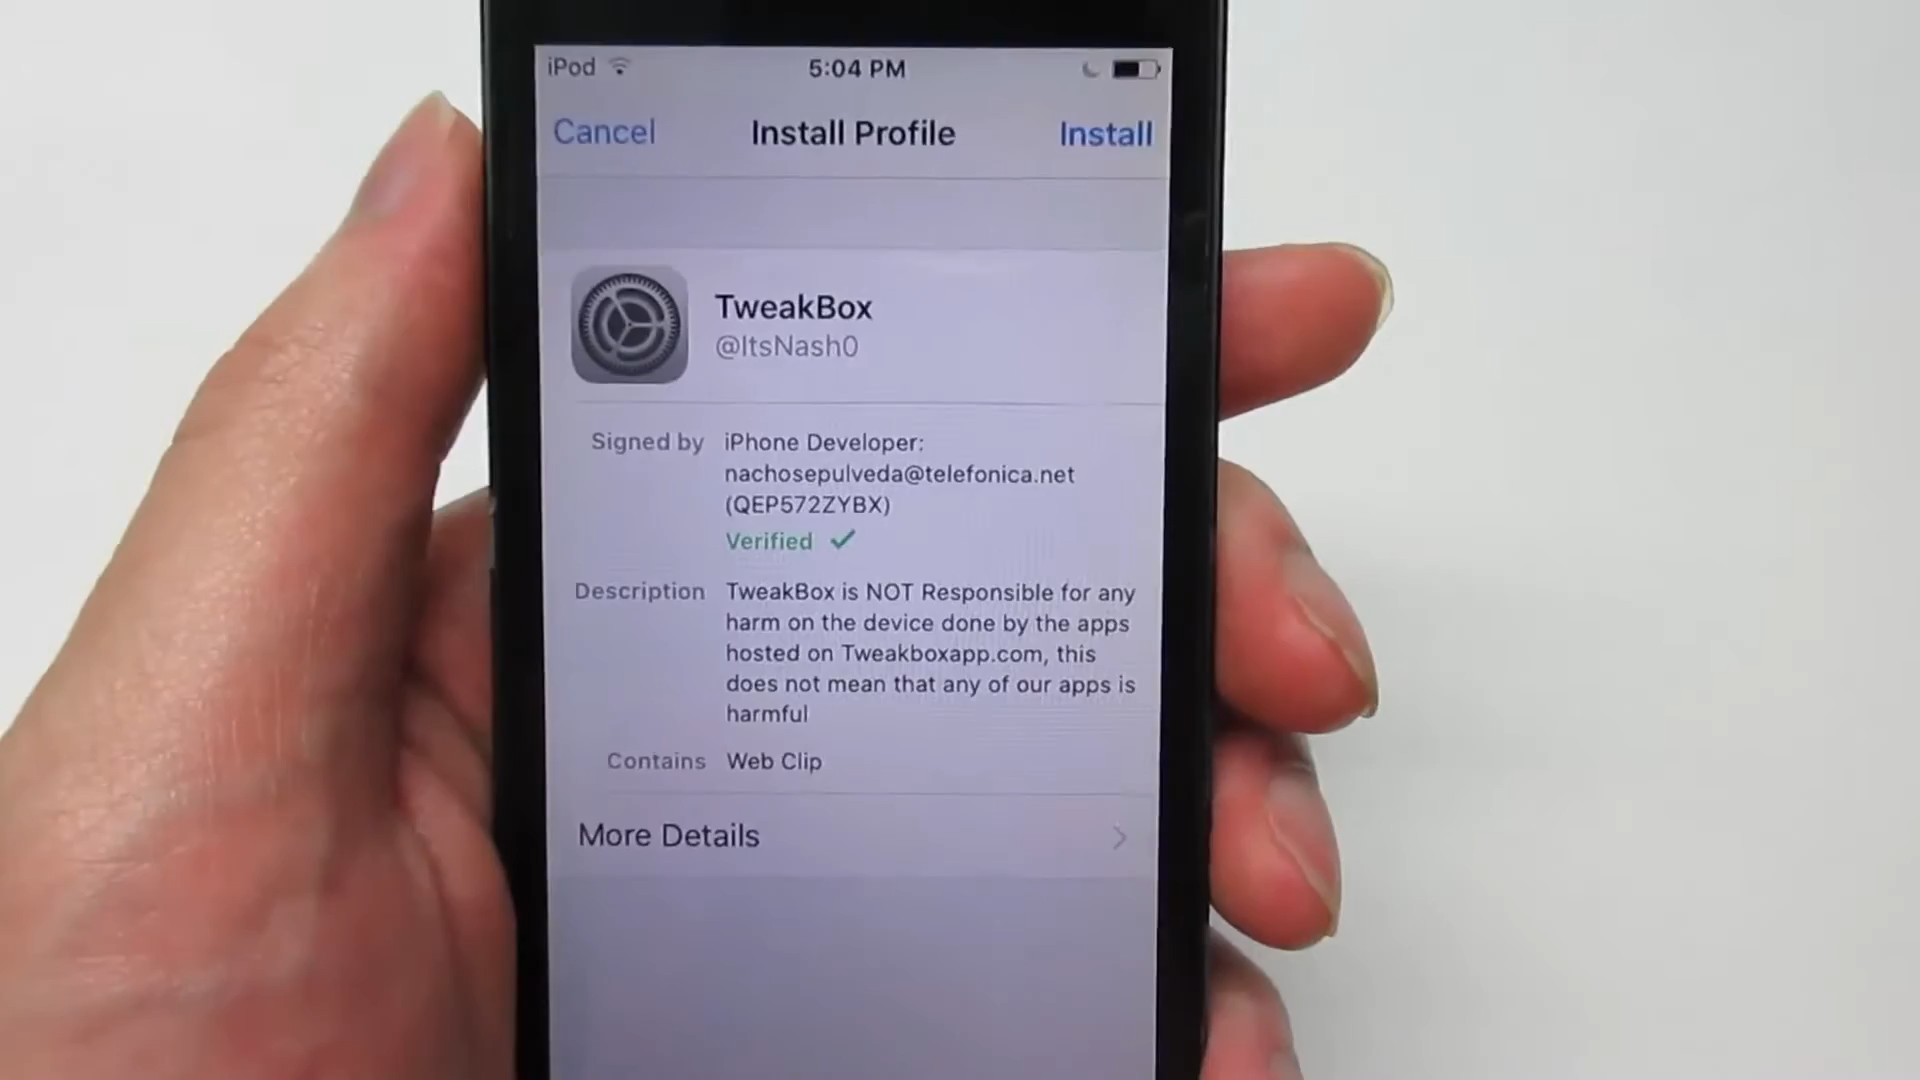 iPod 5:04 PM
Cancel Install Profile Install
TweakBox
@ItsNash0
Signed by iPhone Developer:
nachosepulveda@telefonica.net
(QEP572ZYBX)
Verified ✓
Description TweakBox is NOT Responsible for any
harm on the device done by the apps
hosted on Tweakboxapp.com, this
does not mean that any of our apps is
harmful
Contains Web Clip
More Details